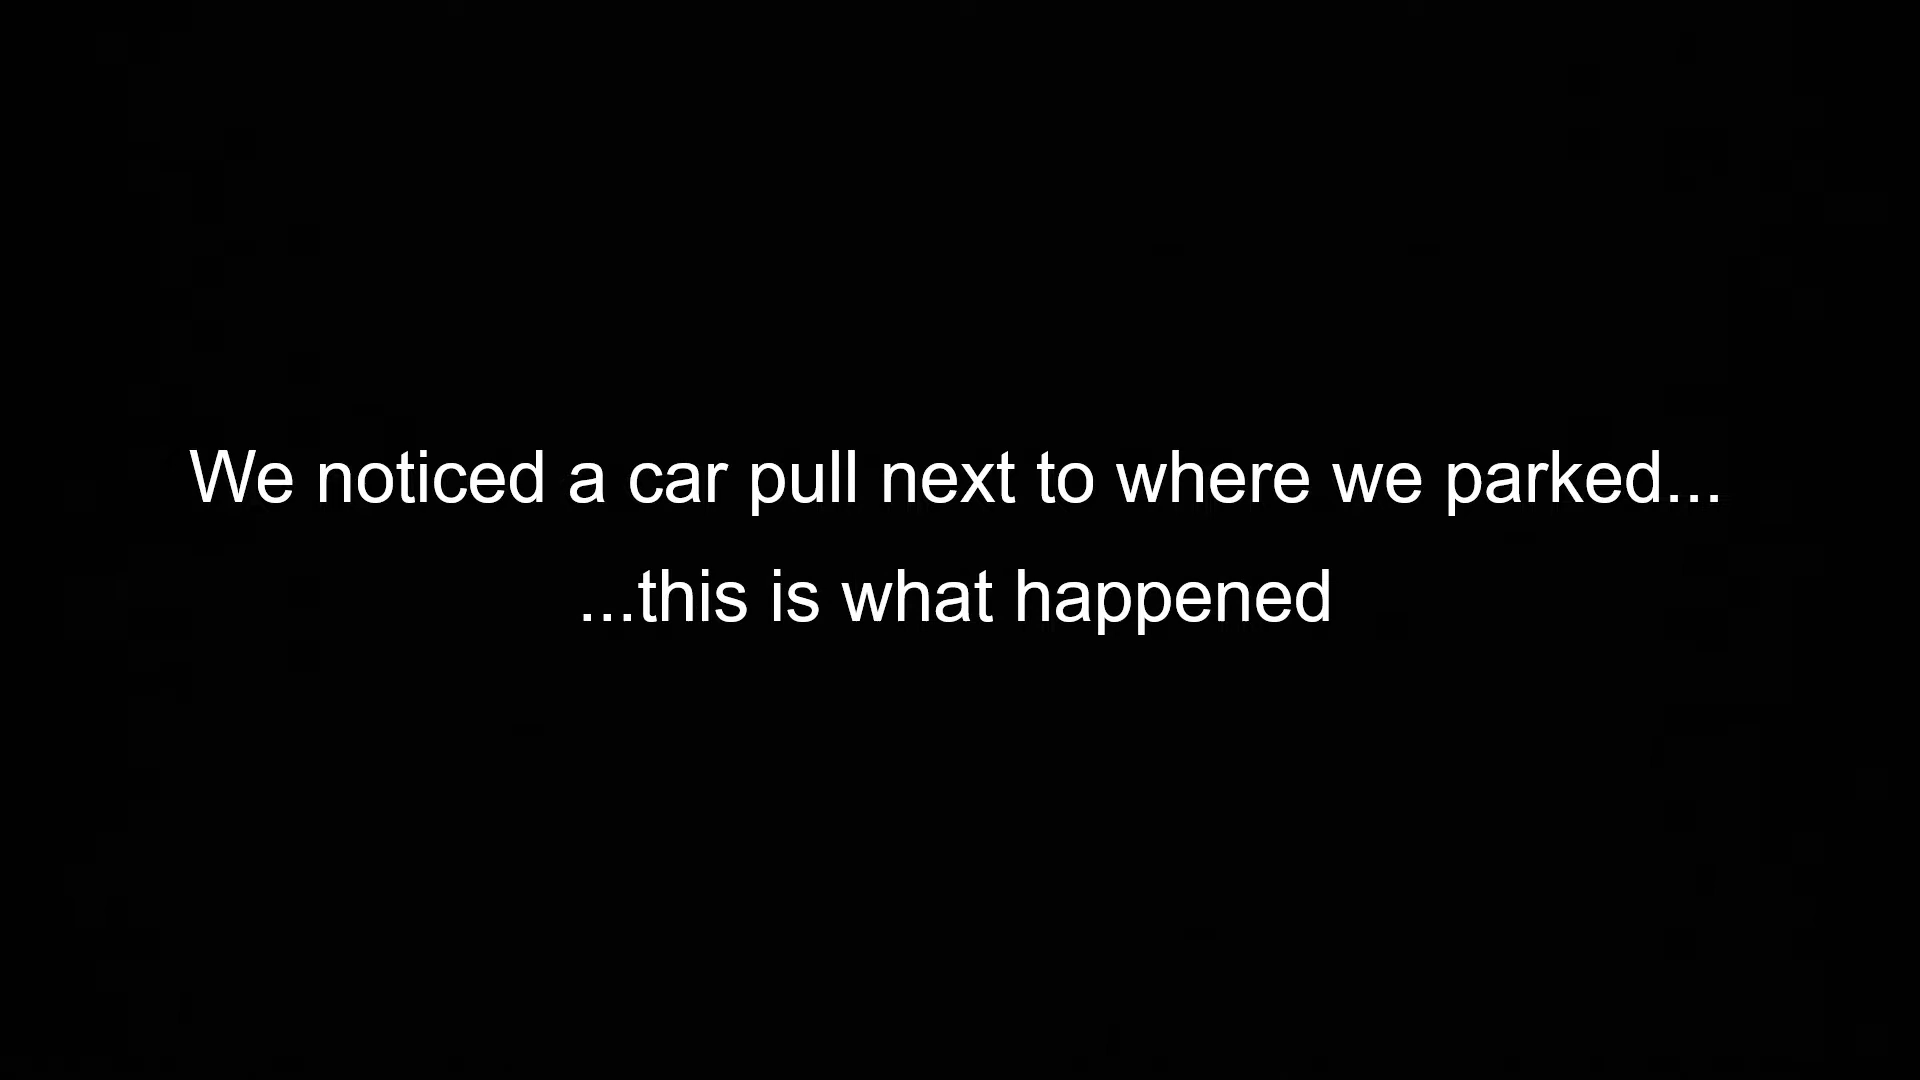 We noticed a car pull next to where we parked...
...this is what happened